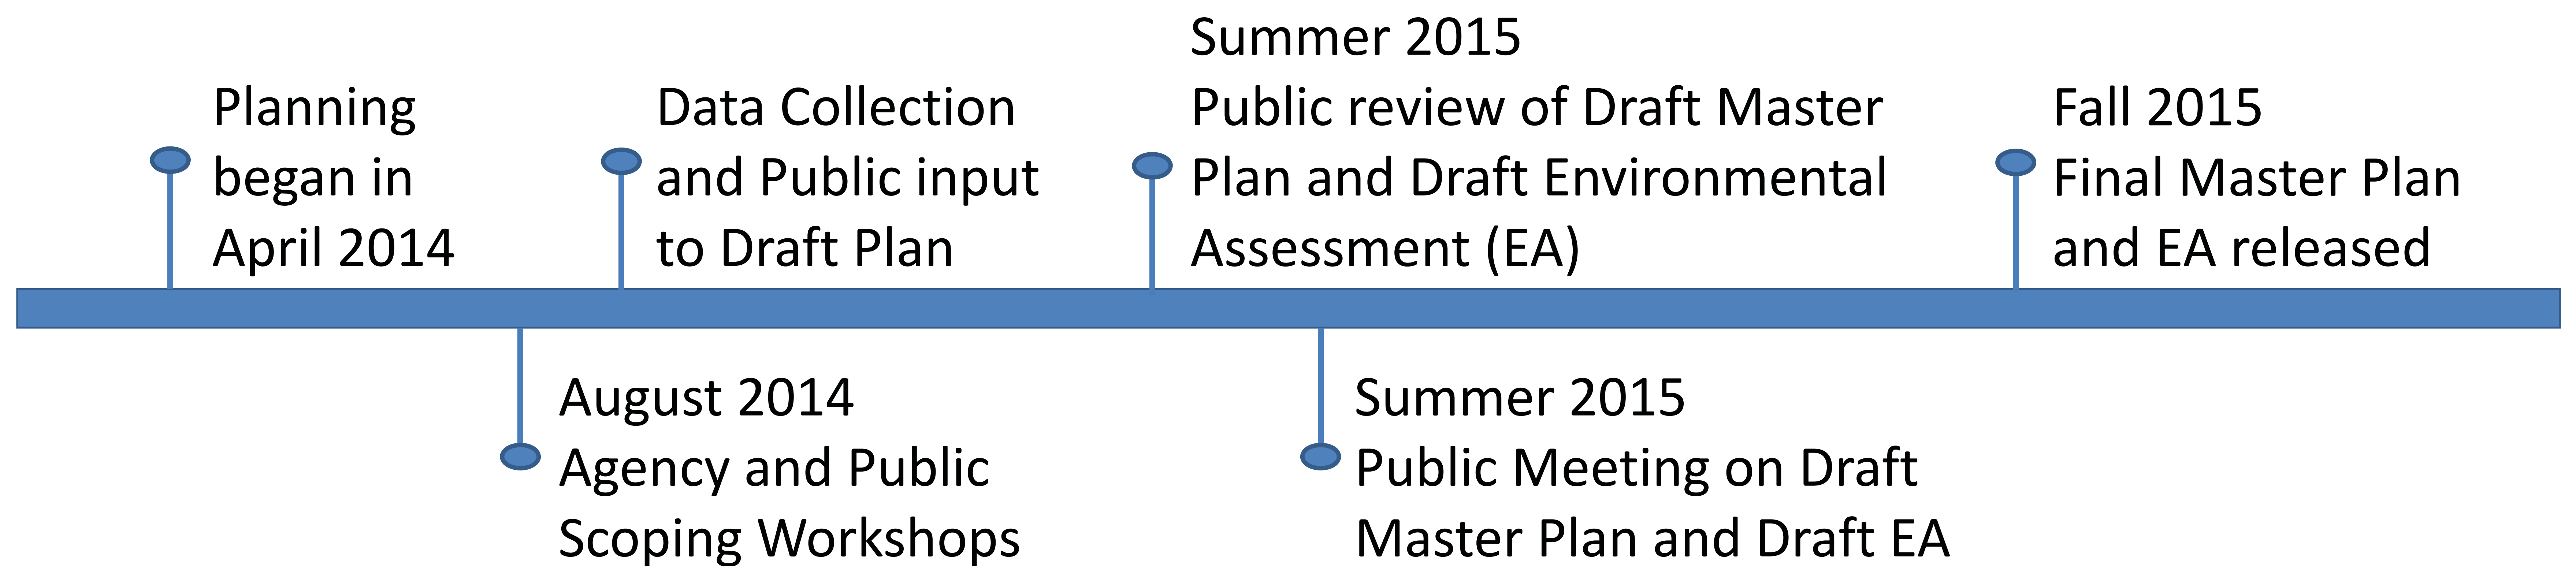 Planning
began in
April 2014
August 2014
Agency and Public
Scoping Workshops
Data Collection
and Public input
to Draft Plan
Summer 2015
Public review of Draft Master
Plan and Draft Environmental
Assessment (EA)
Summer 2015
Public Meeting on Draft
Master Plan and Draft EA
Fall 2015
Final Master Plan
and EA released